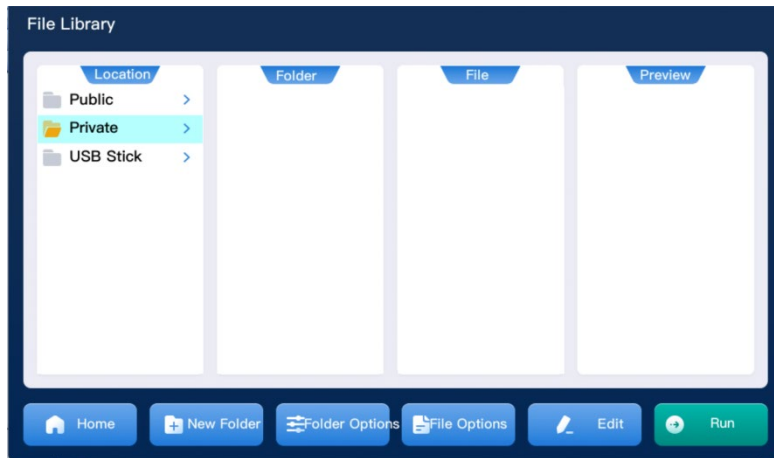 File Library
Location
Folder
File
Preview
Public
Private
USB Stick
Home
New Folder
Folder Options
File Options
Edit
Run